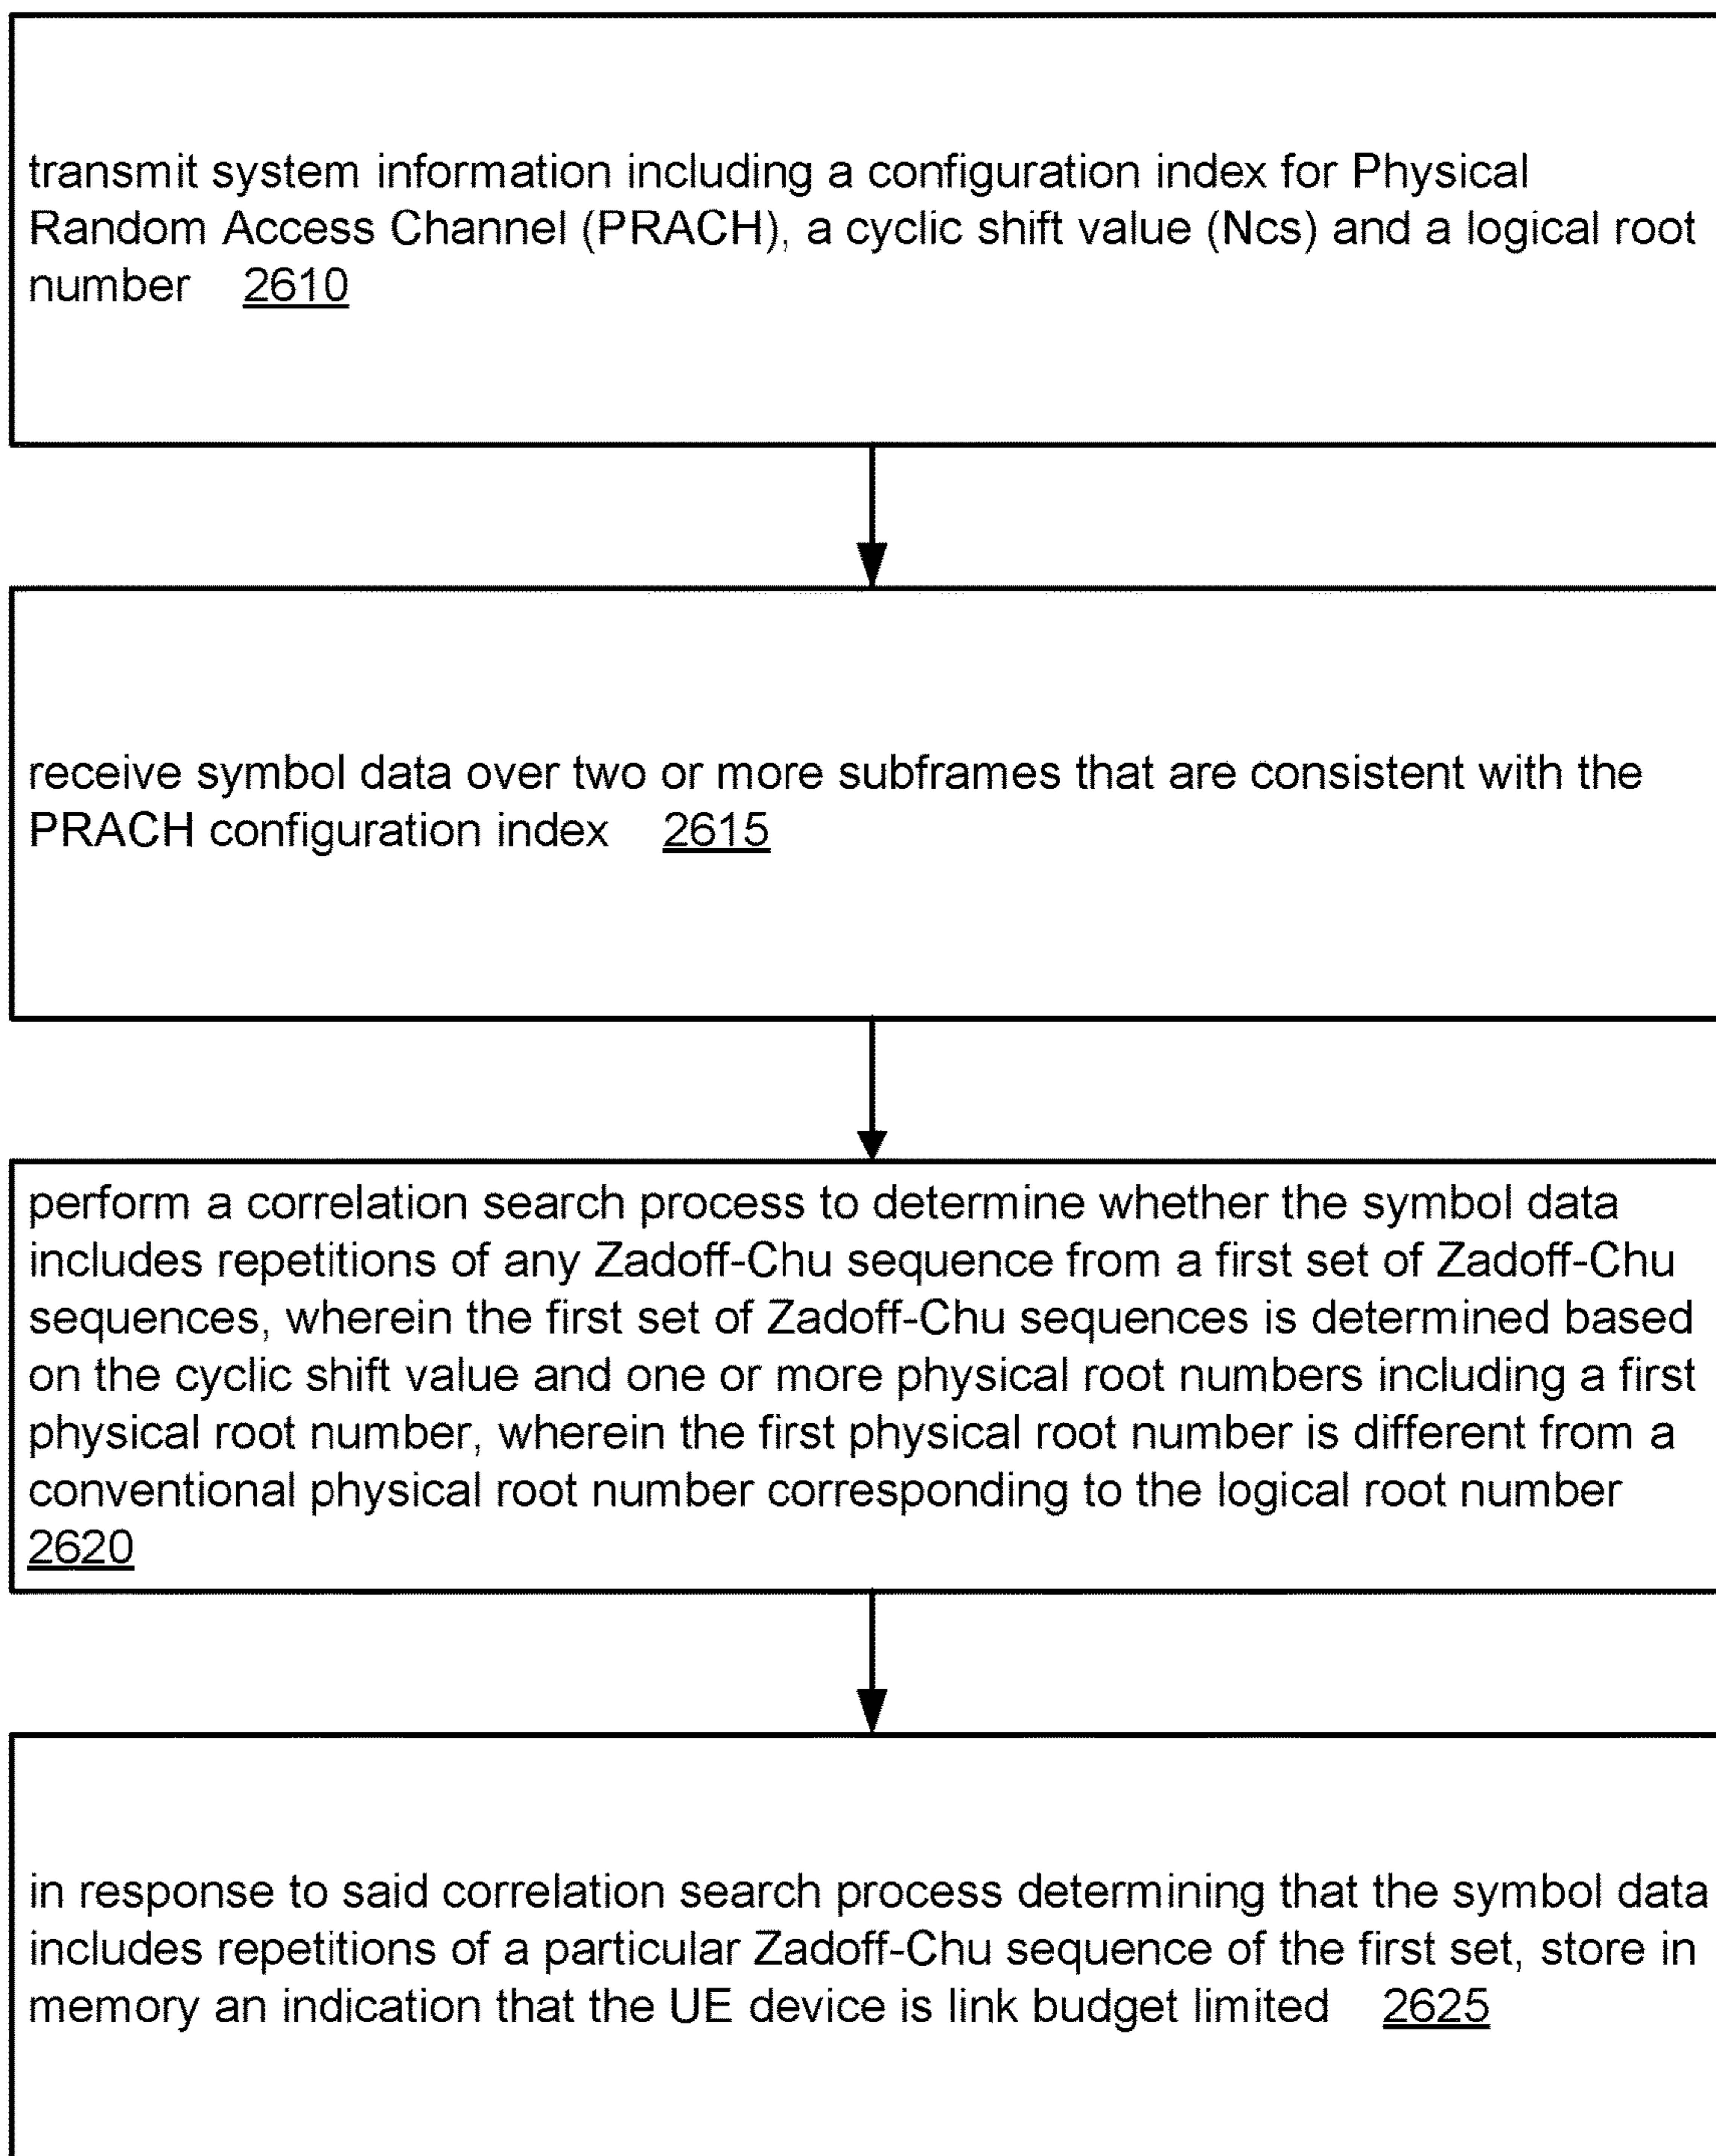 transmit system information including a configuration index for Physical
Random Access Channel (PRACH), a cyclic shift value (Ncs) and a logical root
number 2610
receive symbol data over two or more subframes that are consistent with the
PRACH configuration index 2615
perform a correlation search process to determine whether the symbol data
includes repetitions of any Zadoff-Chu sequence from a first set of Zadoff-Chu
sequences, wherein the first set of Zadoff-Chu sequences is determined based
on the cyclic shift value and one or more physical root numbers including a first
physical root number, wherein the first physical root number is different from a
conventional physical root number corresponding to the logical root number
2620
in response to said correlation search process determining that the symbol data
includes repetitions of a particular Zadoff-Chu sequence of the first set, store in
memory an indication that the UE device is link budget limited 2625